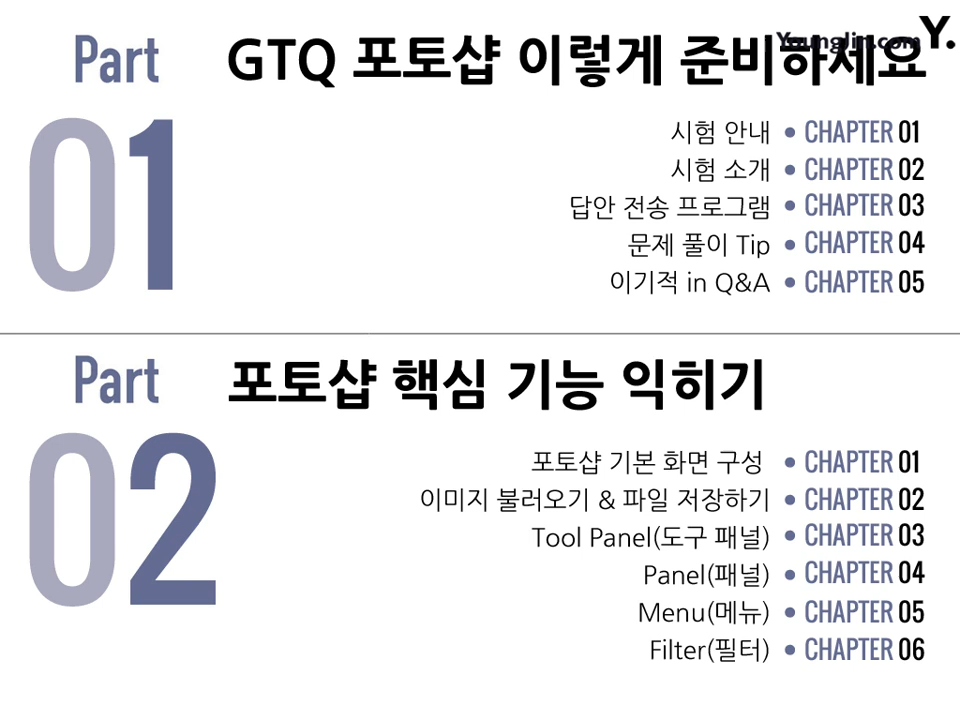 Part
01
GTQ 포토샵 이렇게 준비하세요
Youngjin.com Y.
시험 안내 • CHAPTER 01
시험 소개 • CHAPTER 02
답안 전송 프로그램 • CHAPTER 03
문제 풀이 Tip • CHAPTER 04
이기적 in Q&A • CHAPTER 05
Part
02
포토샵 핵심 기능 익히기
포토샵 기본 화면 구성 • CHAPTER 01
이미지 불러오기 & 파일 저장하기 • CHAPTER 02
Tool Panel(도구 패널) • CHAPTER 03
Panel(패널) • CHAPTER 04
Menu(메뉴) • CHAPTER 05
Filter(필터) • CHAPTER 06